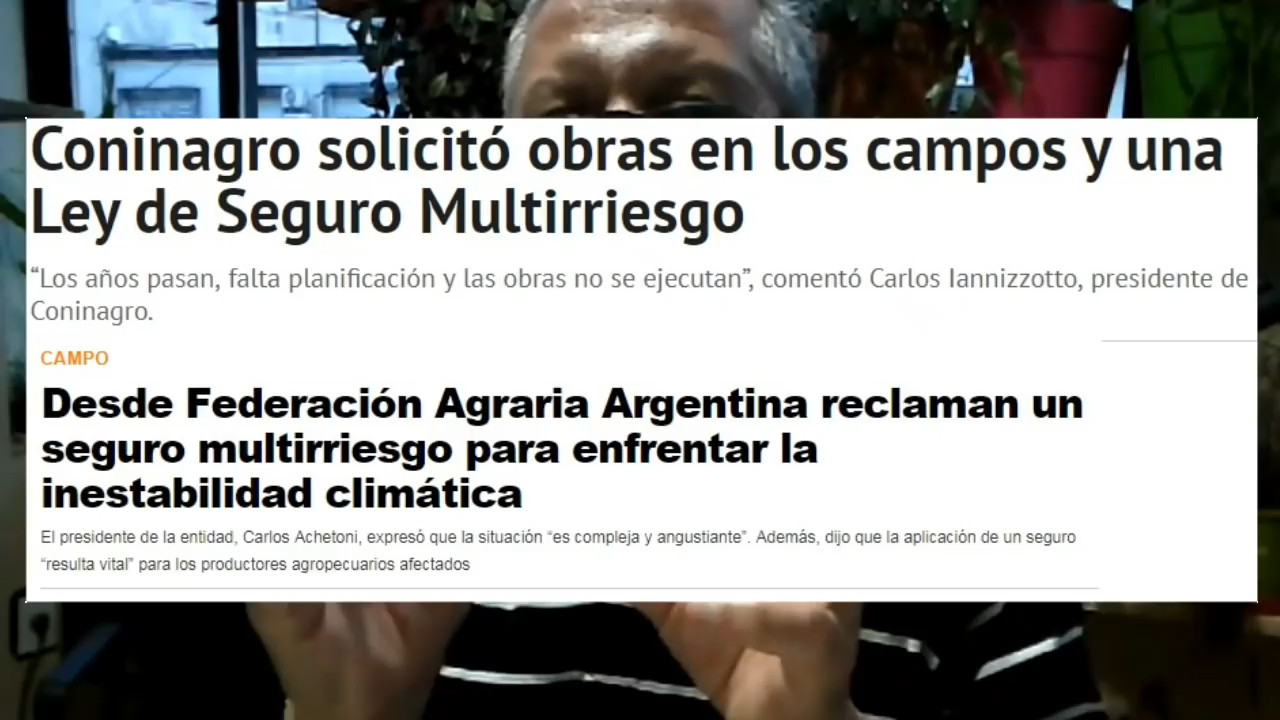 Coninagro solicitó obras en los campos y una
Ley de Seguro Multirriesgo
“Los años pasan, falta planificación y las obras no se ejecutan”, comentó Carlos Iannizzotto, presidente de
Coninagro.
CAMPO
Desde Federación Agraria Argentina reclaman un
seguro multirriesgo para enfrentar la
inestabilidad climática
El presidente de la entidad, Carlos Achetoni, expresó que la situación “es compleja y angustiante”. Además, dijo que la aplicación de un seguro
“resulta vital” para los productores agropecuarios afectados